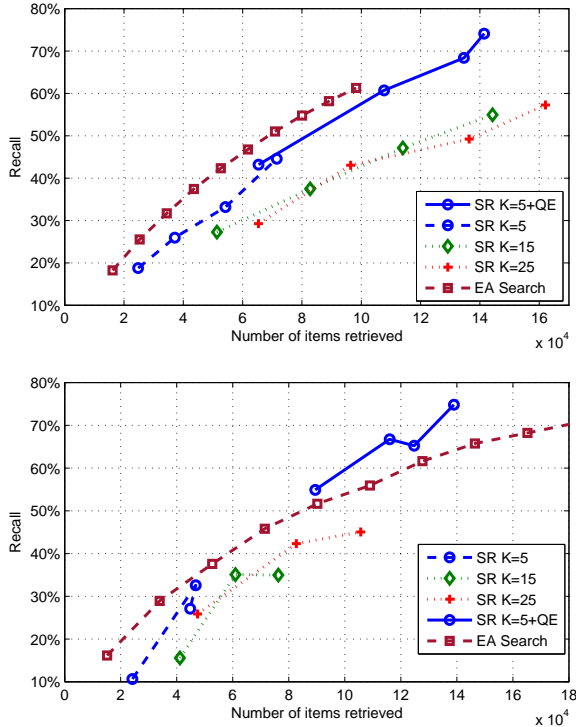 80%
70%
60%
50%
40%
30%
20%
10%
Recall
0 2 4 6 8 10 12 14 16
x 10^4
Number of items retrieved
SR K=5+QE
SR K=5
SR K=15
SR K=25
EA Search
80%
70%
60%
50%
40%
30%
20%
10%
Recall
0 2 4 6 8 10 12 14 16 18
x 10^4
Number of items retrieved
SR K=5
SR K=15
SR K=25
SR K=5+QE
EA Search